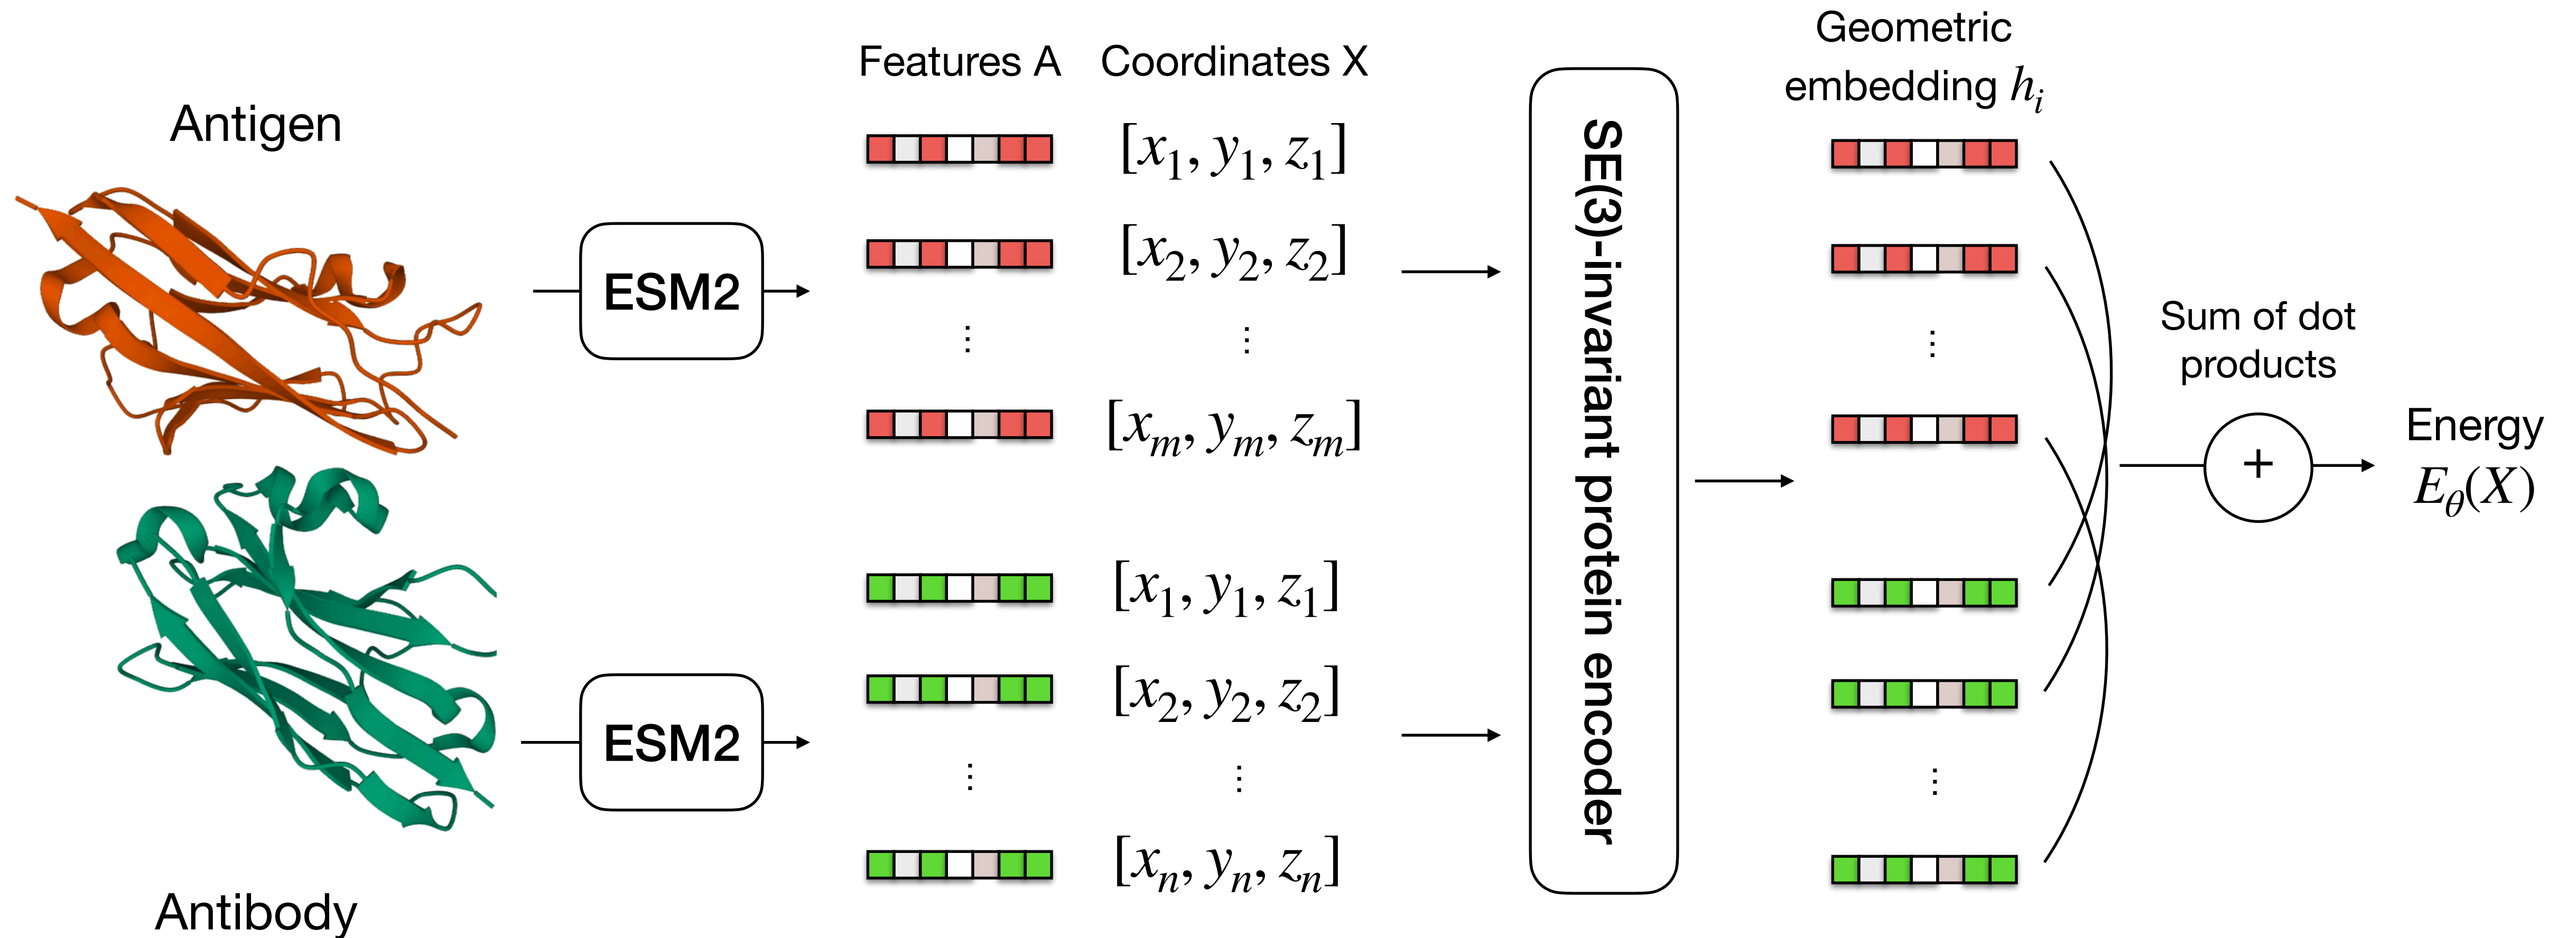 Antigen
Antibody
ESM2
ESM2
Features A
Coordinates X
[x₁, y₁, z₁]
[x₂, y₂, z₂]
⋮
[xₘ, yₘ, zₘ]
[x₁, y₁, z₁]
[x₂, y₂, z₂]
⋮
[xₙ, yₙ, zₙ]
SE(3)-invariant protein encoder
Geometric
embedding hᵢ
⋮
⋮
Sum of dot
products
+
Energy
E_θ(X)